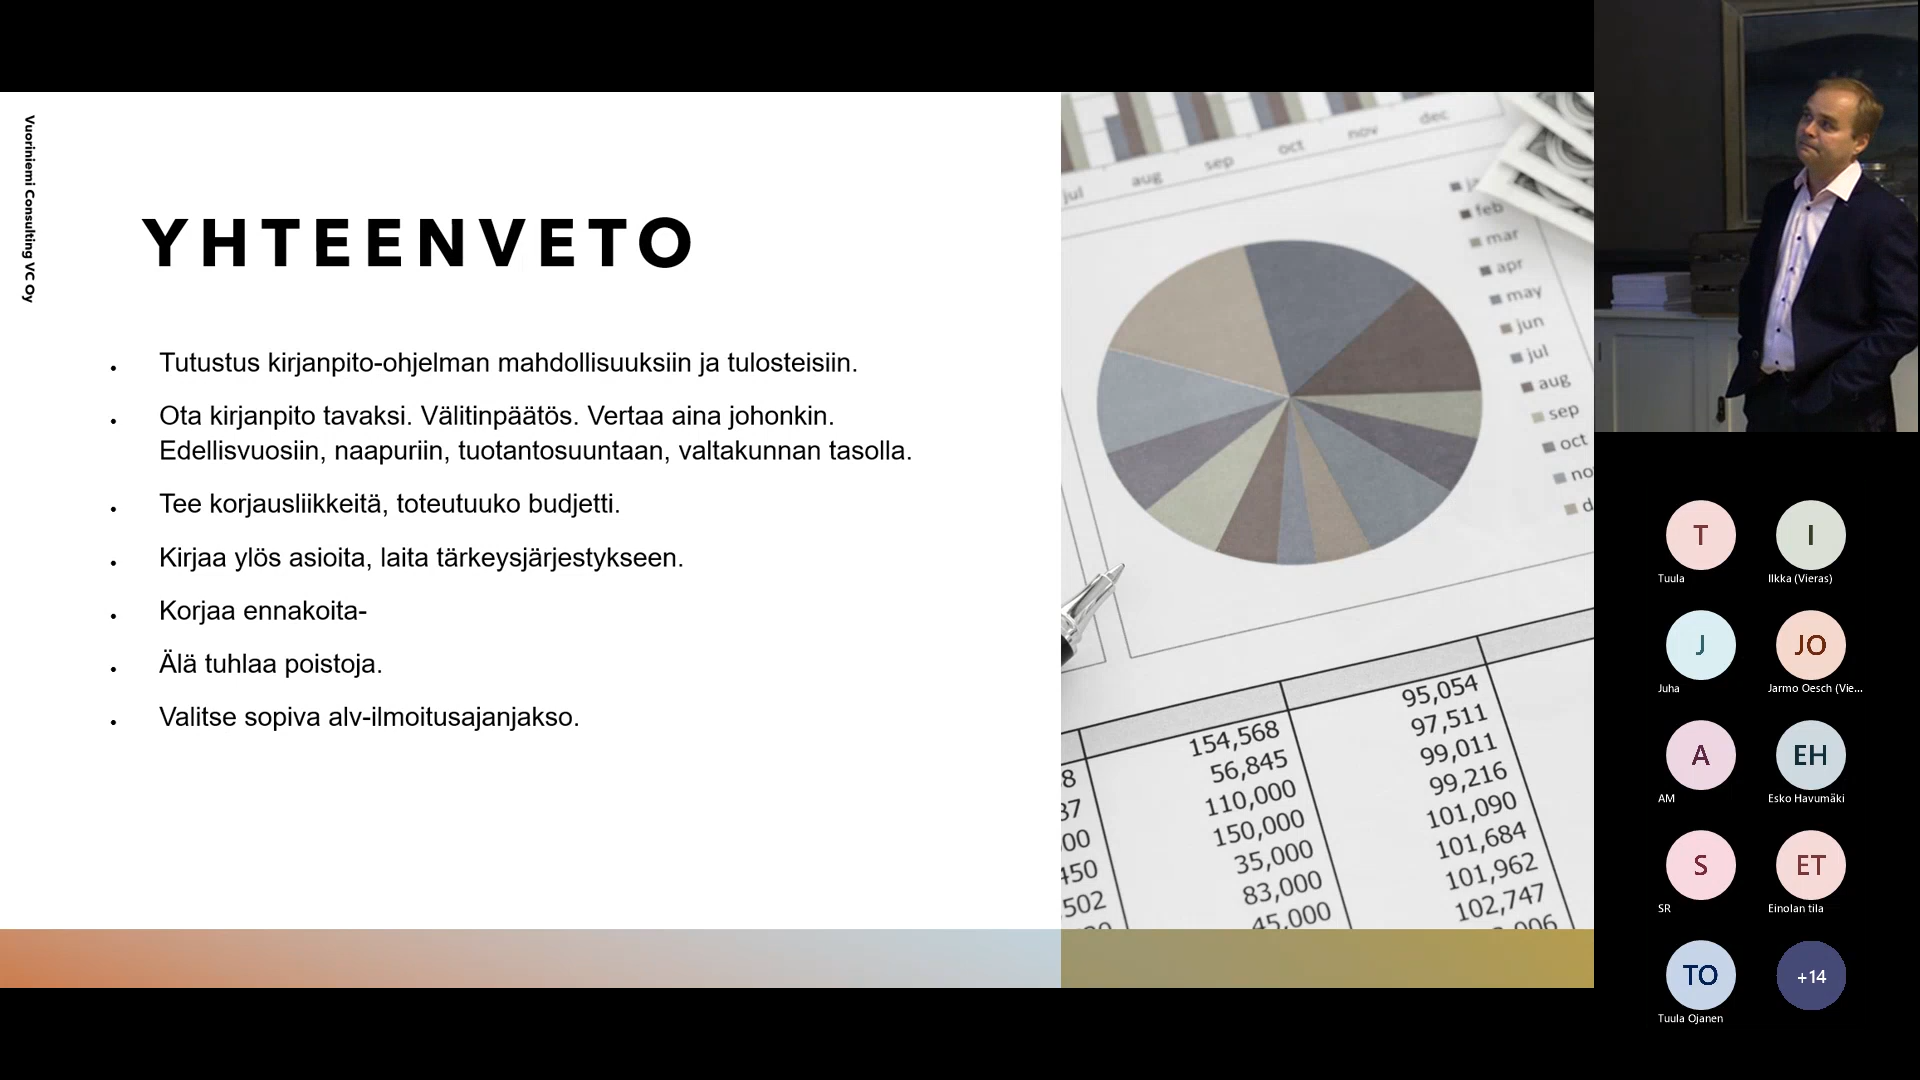 Vuoriniemi Consulting VC Oy
YHTEENVETO
Tutustus kirjanpito-ohjelman mahdollisuuksiin ja tulosteisiin.
Ota kirjanpito tavaksi. Välitinpäätös. Vertaa aina johonkin.
Edellisvuosiin, naapuriin, tuotantosuuntaan, valtakunnan tasolla.
Tee korjausliikkeitä, toteutuuko budjetti.
Kirjaa ylös asioita, laita tärkeysjärjestykseen.
Korjaa ennakoita-
Älä tuhlaa poistoja.
Valitse sopiva alv-ilmoitusajanjakso.
jul aug sep oct nov dec
feb
mar
apr
may
jun
jul
aug
sep
oct
154,568
56,845
110,000
150,000
35,000
83,000
45,000
95,054
97,511
99,011
99,216
101,090
101,684
101,962
102,747
T
Tuula
I
Ilkka (Vieras)
J
Juha
JO
Jarmo Oesch (Vie...
A
AM
EH
Esko Havumäki
S
SR
ET
Einolan tila
TO
Tuula Ojanen
+14